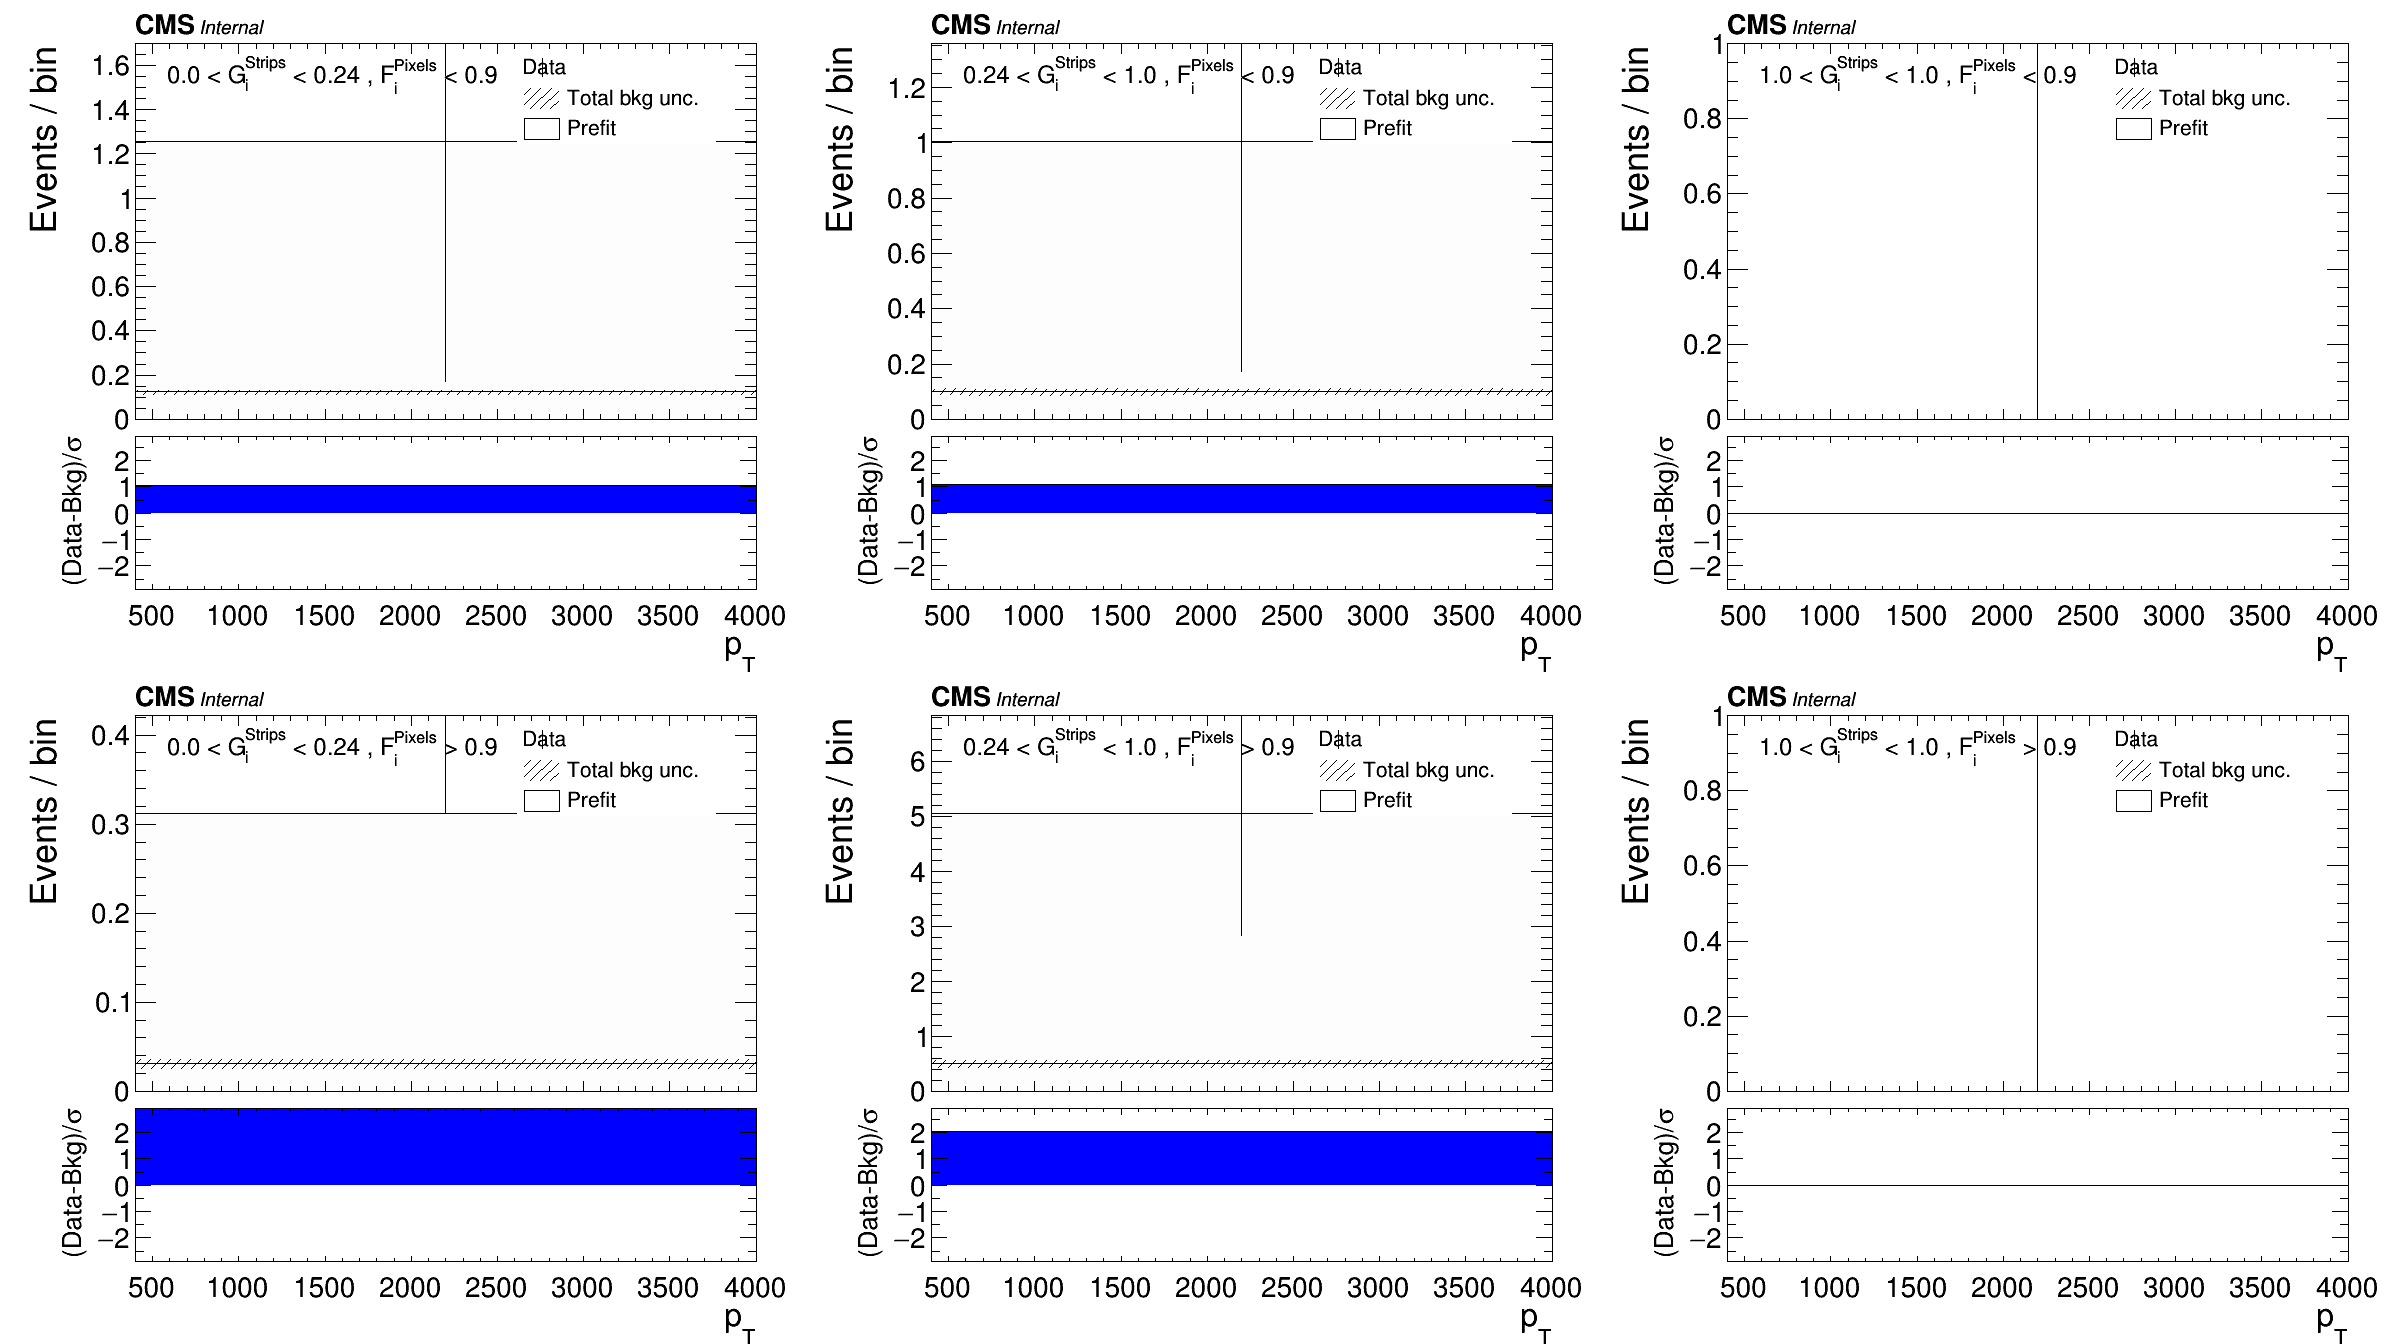 CMS Internal
Events / bin
0.0 < G_i^Strips < 0.24 , F_i^Pixels < 0.9
Data
Total bkg unc.
Prefit
1.6
1.4
1.2
1
0.8
0.6
0.4
0.2
0
(Data-Bkg)/σ
2
1
0
−1
−2
500 1000 1500 2000 2500 3000 3500 4000
p_T
CMS Internal
Events / bin
0.24 < G_i^Strips < 1.0 , F_i^Pixels < 0.9
Data
Total bkg unc.
Prefit
1.2
1
0.8
0.6
0.4
0.2
0
(Data-Bkg)/σ
2
1
0
−1
−2
500 1000 1500 2000 2500 3000 3500 4000
p_T
CMS Internal
Events / bin
1.0 < G_i^Strips < 1.0 , F_i^Pixels < 0.9
Data
Total bkg unc.
Prefit
1
0.8
0.6
0.4
0.2
0
(Data-Bkg)/σ
2
1
0
−1
−2
500 1000 1500 2000 2500 3000 3500 4000
p_T
CMS Internal
Events / bin
0.0 < G_i^Strips < 0.24 , F_i^Pixels > 0.9
Data
Total bkg unc.
Prefit
0.4
0.3
0.2
0.1
0
(Data-Bkg)/σ
2
1
0
−1
−2
500 1000 1500 2000 2500 3000 3500 4000
p_T
CMS Internal
Events / bin
0.24 < G_i^Strips < 1.0 , F_i^Pixels > 0.9
Data
Total bkg unc.
Prefit
6
5
4
3
2
1
0
(Data-Bkg)/σ
2
1
0
−1
−2
500 1000 1500 2000 2500 3000 3500 4000
p_T
CMS Internal
Events / bin
1.0 < G_i^Strips < 1.0 , F_i^Pixels > 0.9
Data
Total bkg unc.
Prefit
1
0.8
0.6
0.4
0.2
0
(Data-Bkg)/σ
2
1
0
−1
−2
500 1000 1500 2000 2500 3000 3500 4000
p_T